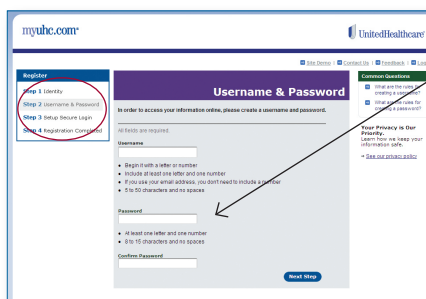 myuhc.com®
UnitedHealthcare®
Site Demo | Contact Us | Feedback | Log
Register
Step 1 Identity
Step 2 Username & Password
Step 3 Setup Secure Login
Step 4 Registration Completed
Username & Password
In order to access your information online, please create a username and password.
All fields are required.
Username
• Begin it with a letter or number
• Include at least one letter and one number
• If you use your email address, you don't need to include a number
• 5 to 50 characters and no spaces
Password
• At least one letter and one number
• 8 to 15 characters and no spaces
Confirm Password
Next Step
Common Questions
What are the rules for
creating a username?
What are the rules for
creating a password?
Your Privacy is Our
Priority.
Learn how we keep your
information safe.
See our privacy policy